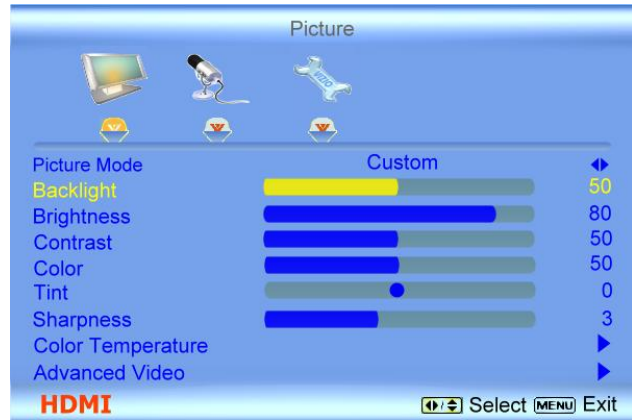 Picture
VIZIO
Picture Mode Custom
Backlight 50
Brightness 80
Contrast 50
Color 50
Tint 0
Sharpness 3
Color Temperature
Advanced Video
HDMI Select MENU Exit